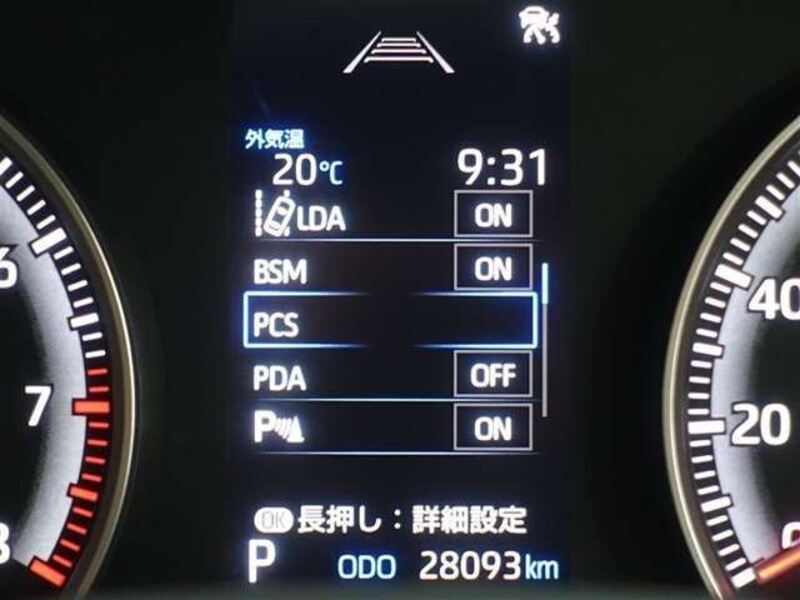 外気温
20℃ 9:31
LDA ON
BSM ON
PCS
PDA OFF
P ON
OK 長押し：詳細設定
P ODO 28093km
6
7
8
40
20
0